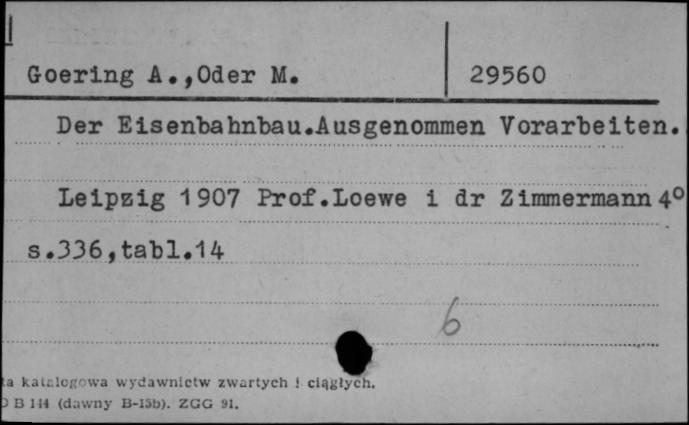 Goering A.,Oder M. 29560
Der Eisenbahnbau.Ausgenommen Vorarbeiten.
Leipzig 1907 Prof.Loewe i dr Zimmermann 4º
s.336,tabl.14
6
katalogowa wydawnictw zwartych i ciągłych.
B 144 (dawny B-15b). ZGG 91.